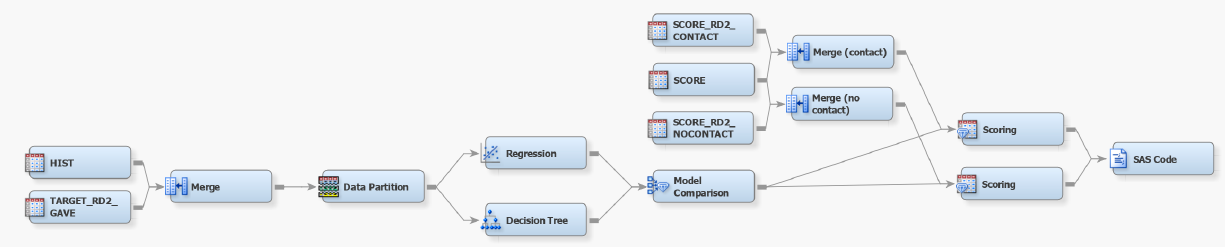 SCORE_RD2_
CONTACT
Merge (contact)
SCORE
Merge (no
contact)
SCORE_RD2_
NOCONTACT
Scoring
HIST
Regression
SAS Code
Merge
Data Partition
Model
Comparison
Scoring
TARGET_RD2_
GAVE
Decision Tree